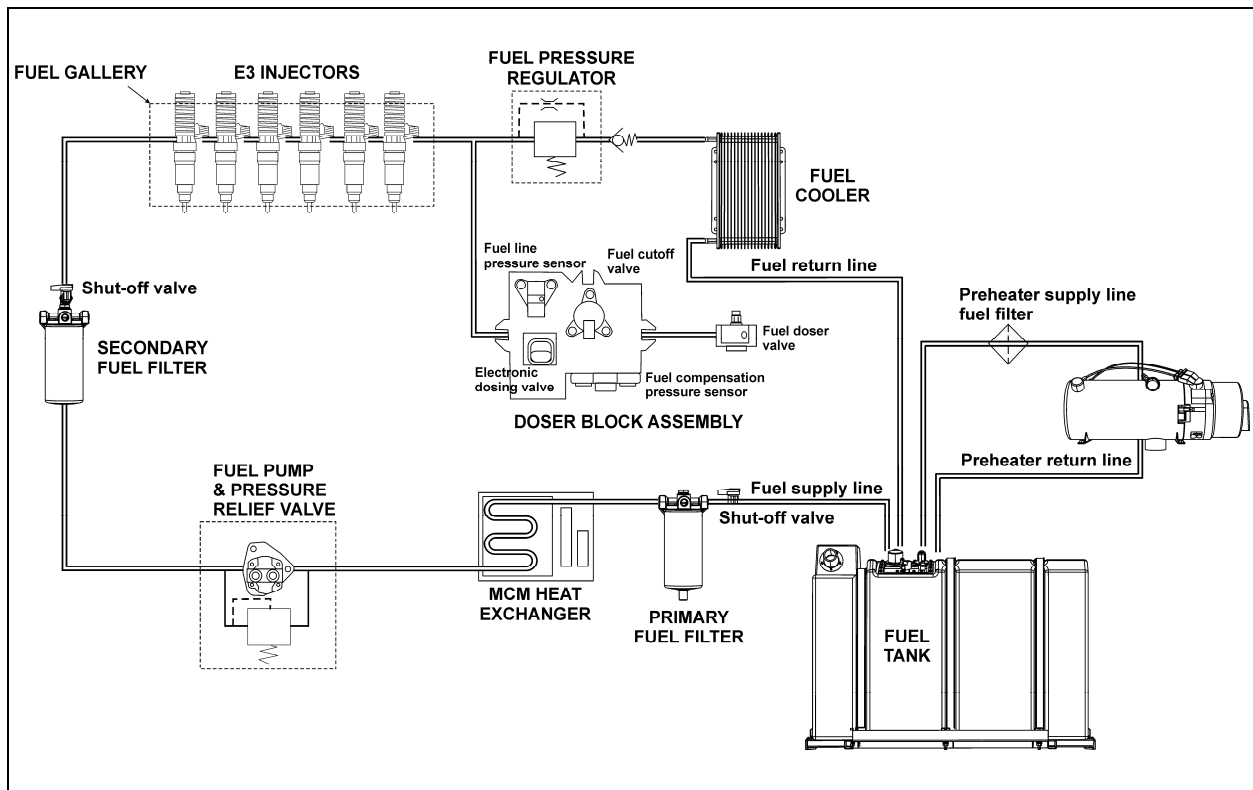 FUEL GALLERY
E3 INJECTORS
FUEL PRESSURE
REGULATOR
FUEL
COOLER
Fuel line
pressure sensor
Fuel cutoff
valve
Fuel return line
Shut-off valve
Preheater supply line
fuel filter
SECONDARY
FUEL FILTER
Fuel doser
valve
Electronic
dosing valve
Fuel compensation
pressure sensor
DOSER BLOCK ASSEMBLY
FUEL PUMP
& PRESSURE
RELIEF VALVE
Preheater return line
Fuel supply line
Shut-off valve
MCM HEAT
EXCHANGER
PRIMARY
FUEL FILTER
FUEL
TANK